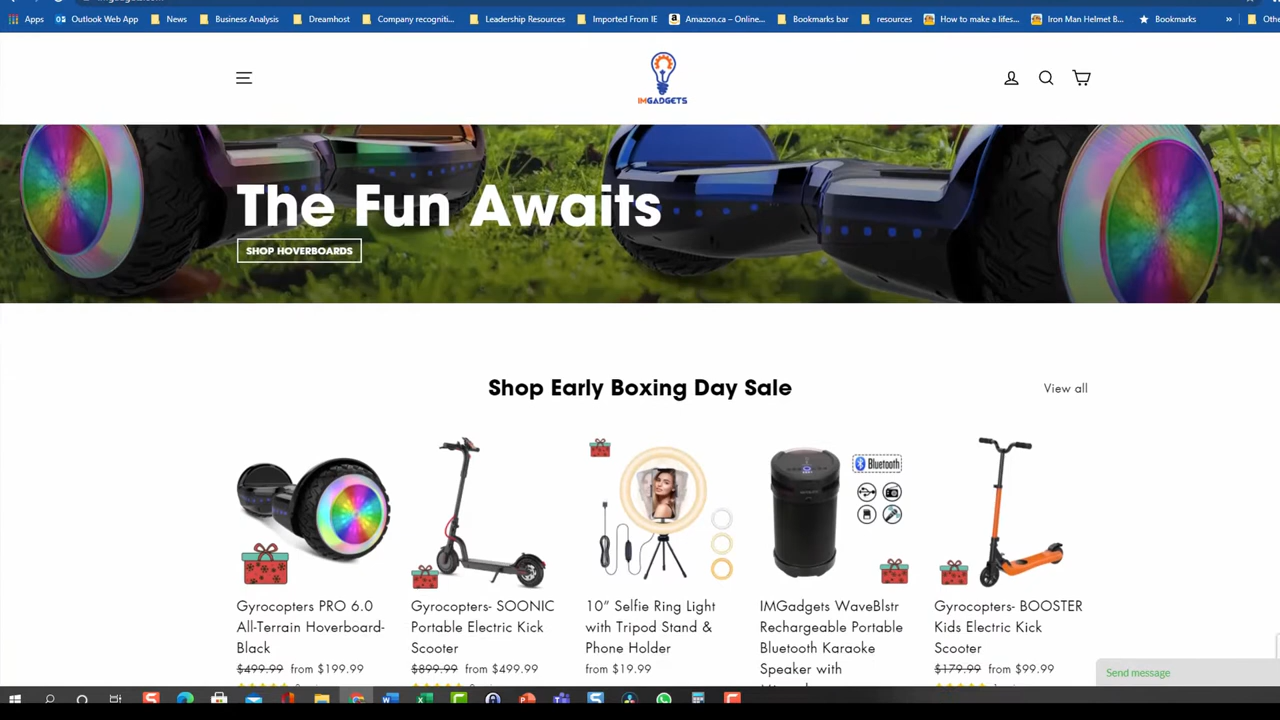 Apps
Outlook Web App
News
Business Analysis
Dreamhost
Company recogniti...
Leadership Resources
Imported From IE
Amazon.ca – Online...
Bookmarks bar
resources
How to make a lifes...
Iron Man Helmet B...
Bookmarks
»
IMGADGETS
The Fun Awaits
SHOP HOVERBOARDS
Shop Early Boxing Day Sale
View all
Bluetooth
Gyrocopters PRO 6.0
All-Terrain Hoverboard-
Black
$499.99 from $199.99
Gyrocopters- SOONIC
Portable Electric Kick
Scooter
$899.99 from $499.99
10” Selfie Ring Light
with Tripod Stand &
Phone Holder
from $19.99
IMGadgets WaveBlstr
Rechargeable Portable
Bluetooth Karaoke
Speaker with
Gyrocopters- BOOSTER
Kids Electric Kick
Scooter
$179.99 from $99.99
Send message